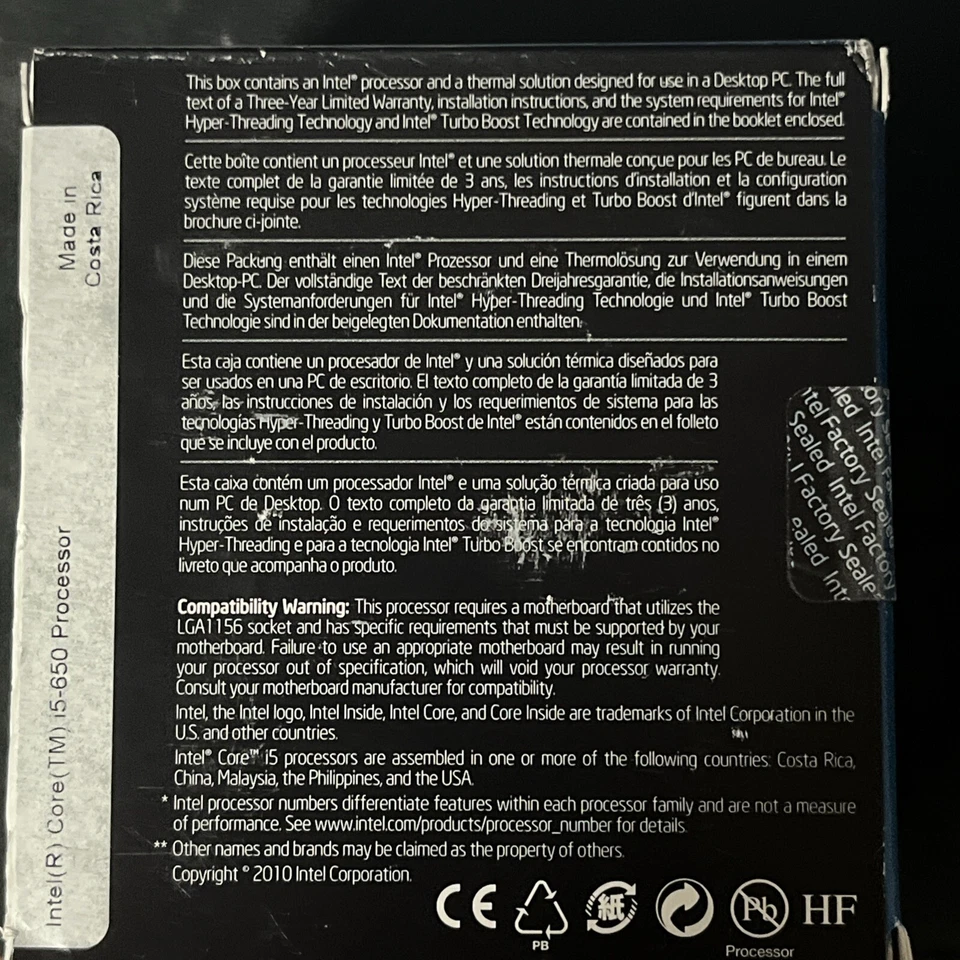 This box contains an Intel® processor and a thermal solution designed for use in a Desktop PC. The full
text of a Three-Year Limited Warranty, installation instructions, and the system requirements for Intel®
Hyper-Threading Technology and Intel® Turbo Boost Technology are contained in the booklet enclosed.
Cette boîte contient un processeur Intel® et une solution thermale conçue pour les PC de bureau. Le
texte complet de la garantie limitée de 3 ans, les instructions d'installation et la configuration
système requise pour les technologies Hyper-Threading et Turbo Boost d'Intel® figurent dans la
brochure ci-jointe.
Diese Packung enthält einen Intel® Prozessor und eine Thermolösung zur Verwendung in einem
Desktop-PC. Der vollständige Text der beschränkten Dreijahresgarantie, die Installationsanweisungen
und die Systemanforderungen für Intel® Hyper-Threading Technologie und Intel® Turbo Boost
Technologie sind in der beigelegten Dokumentation enthalten.
Esta caja contiene un procesador de Intel® y una solución térmica diseñados para
ser usados en una PC de escritorio. El texto completo de la garantía limitada de 3
años, las instrucciones de instalación y los requerimientos de sistema para las
tecnologías Hyper-Threading y Turbo Boost de Intel® están contenidos en el folleto
que se incluye con el producto.
Esta caixa contém um processador Intel® e uma solução térmica criada para uso
num PC de Desktop. O texto completo da garantia limitada de três (3) anos,
instruções de instalação e requerimentos do sistema para a tecnologia Intel®
Hyper-Threading e para a tecnologia Intel® Turbo Boost se encontram contidos no
livreto que acompanha o produto.
Compatibility Warning: This processor requires a motherboard that utilizes the
LGA1156 socket and has specific requirements that must be supported by your
motherboard. Failure to use an appropriate motherboard may result in running
your processor out of specification, which will void your processor warranty.
Consult your motherboard manufacturer for compatibility.
Intel, the Intel logo, Intel Inside, Intel Core, and Core Inside are trademarks of Intel Corporation in the
U.S. and other countries.
Intel® Core™ i5 processors are assembled in one or more of the following countries: Costa Rica,
China, Malaysia, the Philippines, and the USA.
* Intel processor numbers differentiate features within each processor family and are not a measure
of performance. See www.intel.com/products/processor_number for details.
** Other names and brands may be claimed as the property of others.
Copyright © 2010 Intel Corporation.
CE
PB
紙
Pb
HF
Processor
Made in
Costa Rica
Intel(R) Core(TM) i5-650 Processor
led Intel Fa
tel Factory Seale
Sealed Intel Factory
l Factory Seale
ealed Int